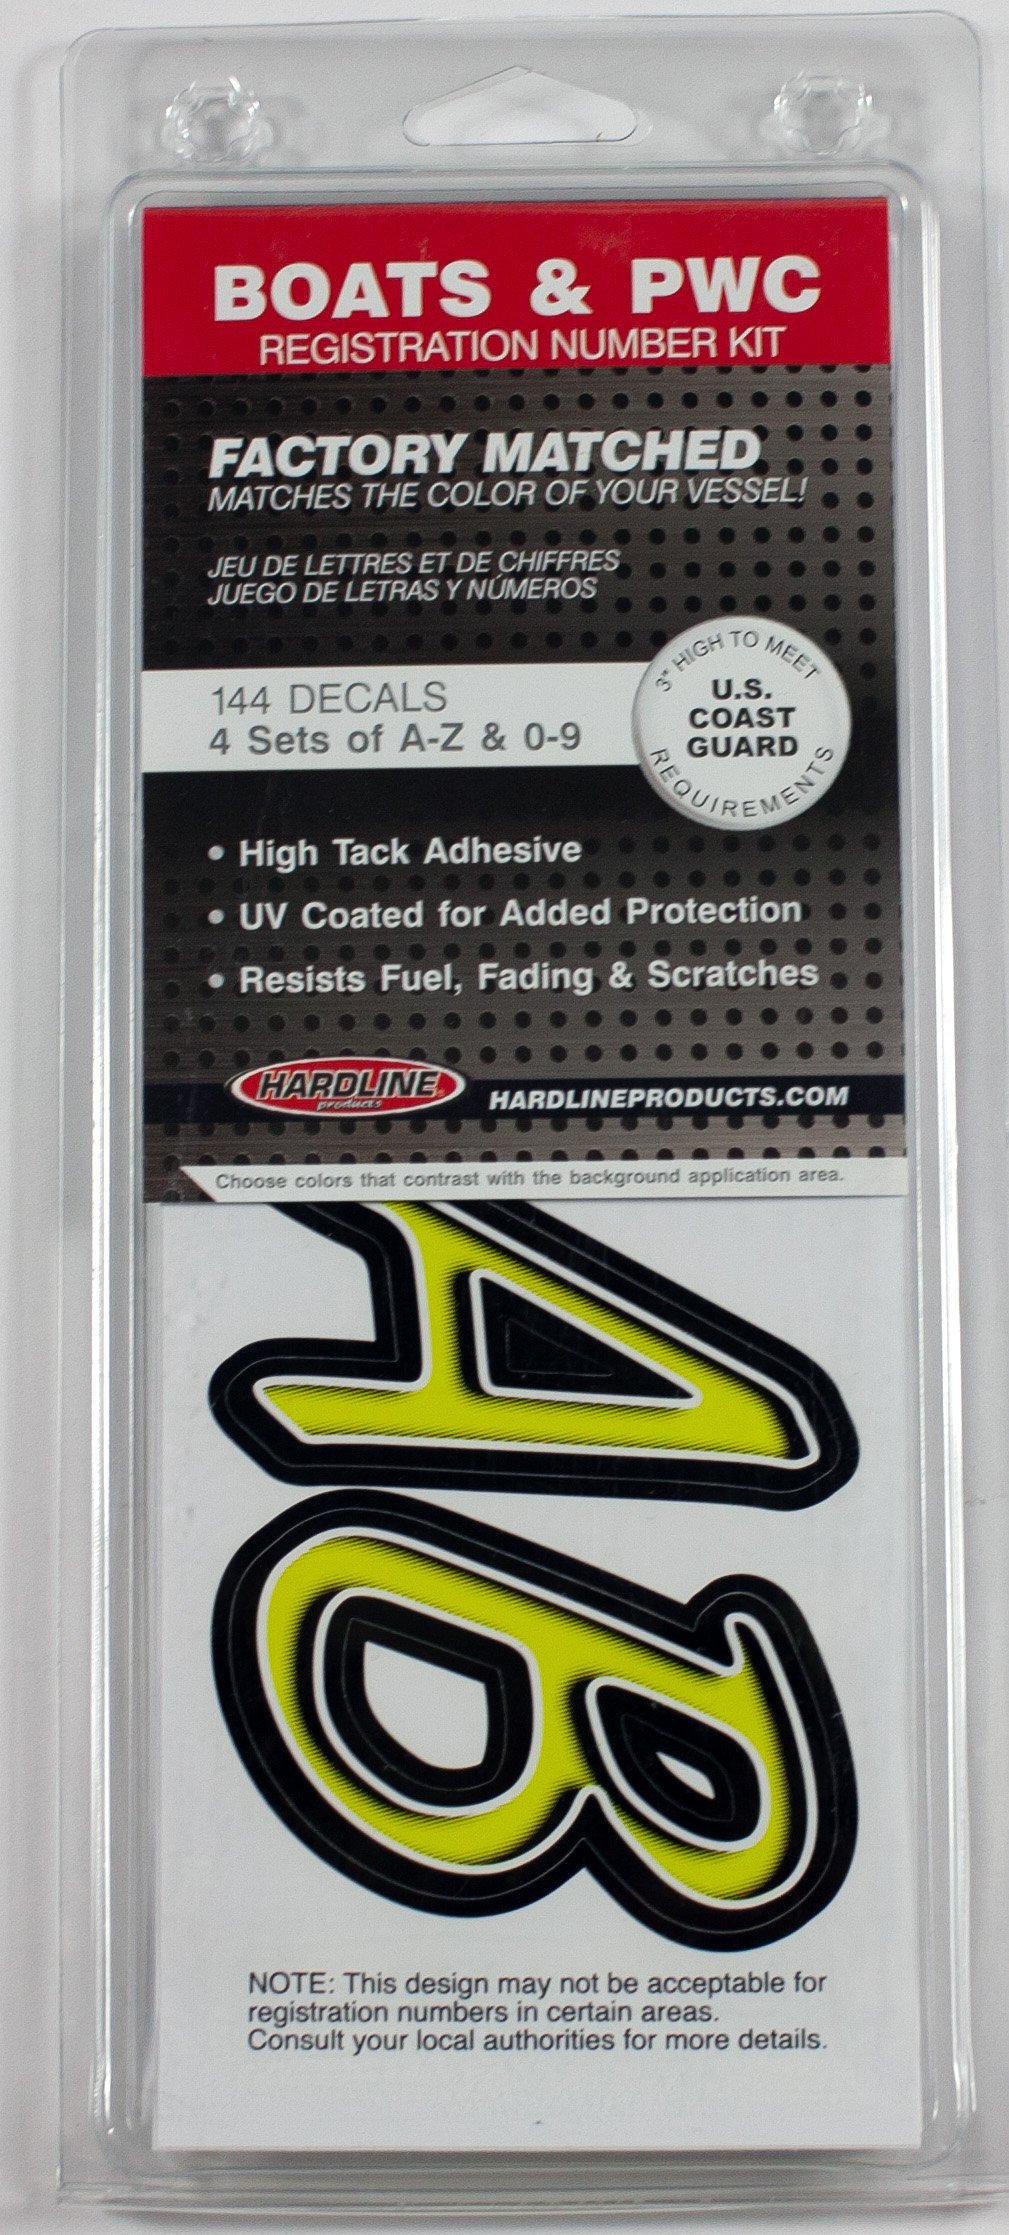 BOATS & PWC
REGISTRATION NUMBER KIT
FACTORY MATCHED
MATCHES THE COLOR OF YOUR VESSEL!
JEU DE LETTRES ET DE CHIFFRES
JUEGO DE LETRAS Y NÚMEROS
144 DECALS
4 Sets of A-Z & 0-9
3" HIGH TO MEET
U.S.
COAST
GUARD
REQUIREMENTS
• High Tack Adhesive
• UV Coated for Added Protection
• Resists Fuel, Fading & Scratches
HARDLINE
products
HARDLINEPRODUCTS.COM
Choose colors that contrast with the background application area.
A
B
NOTE: This design may not be acceptable for
registration numbers in certain areas.
Consult your local authorities for more details.